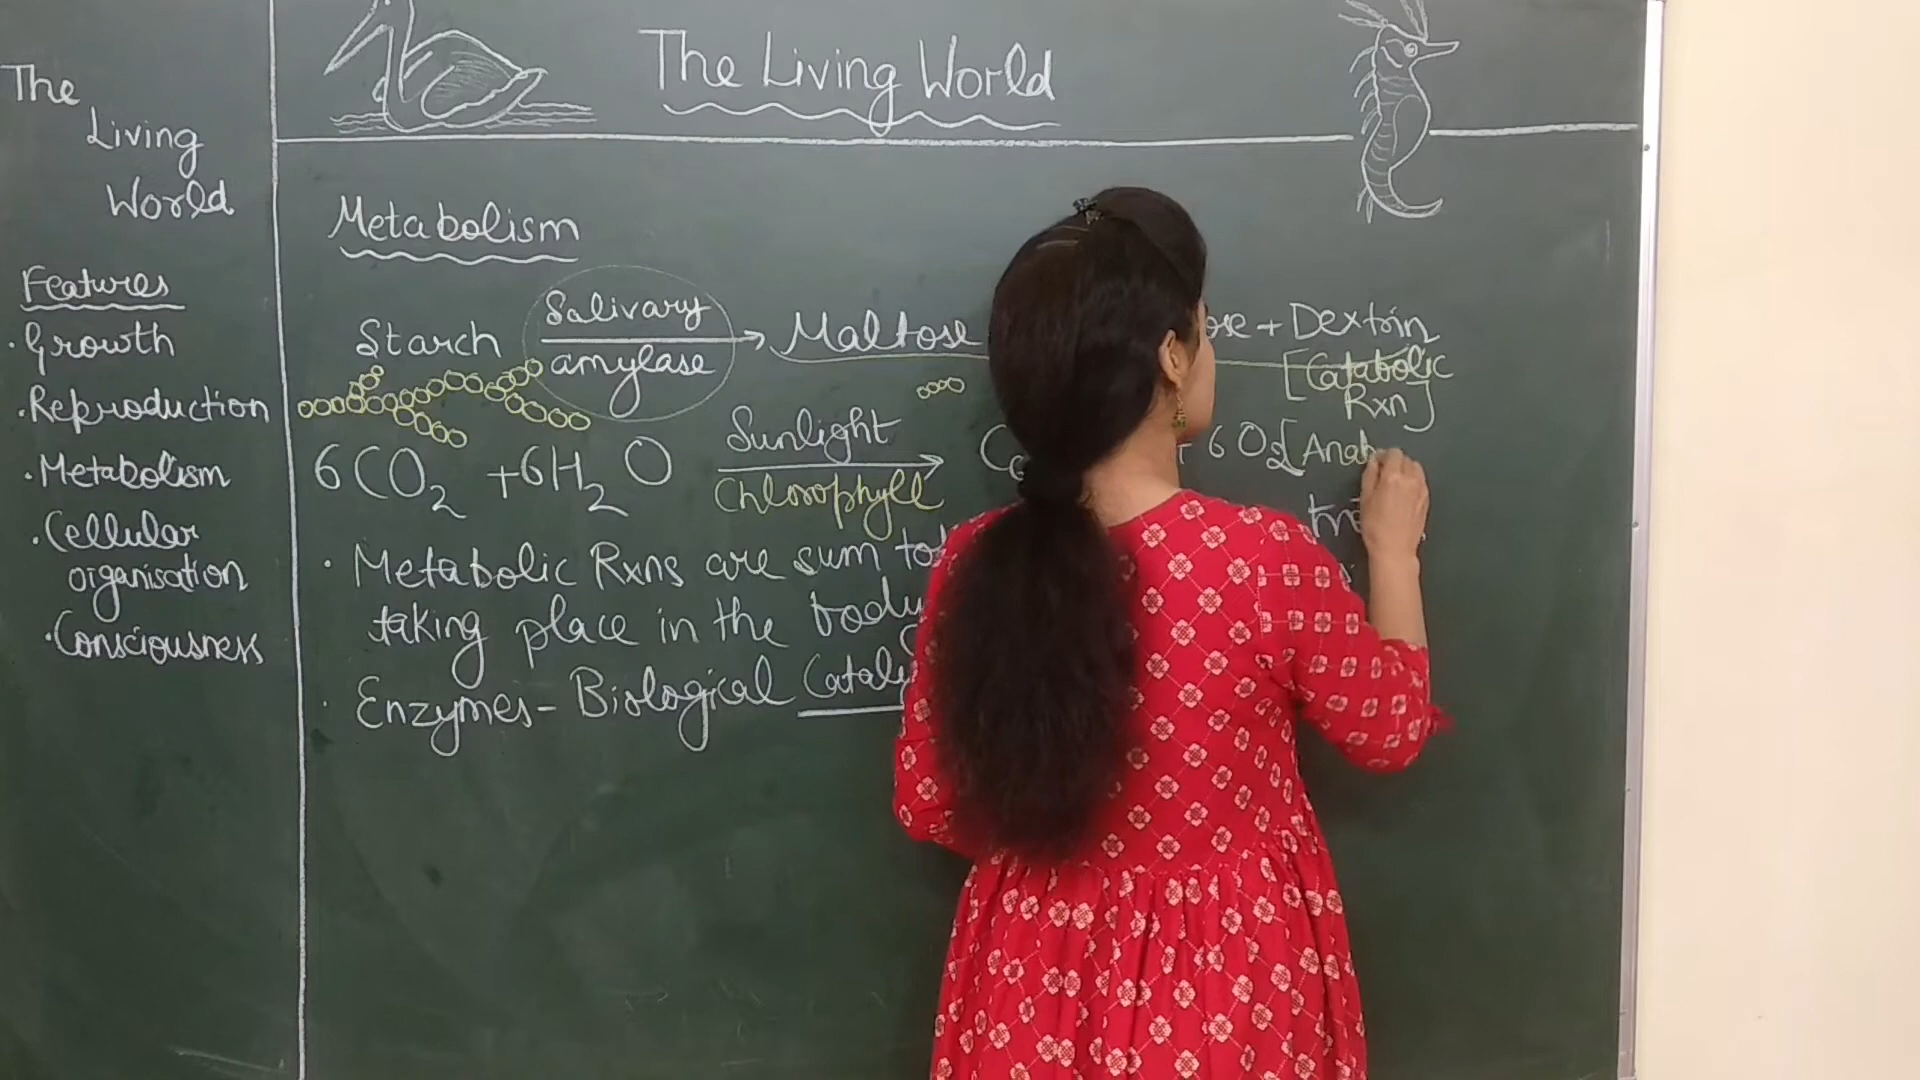 The
Living
World
Features
. Growth
. Reproduction
. Metabolism
. Cellular
organisation
. Consciousness
The Living World
Metabolism
Starch Salivary amylase → Maltose + Dextrin
[Catabolic
Rxn]
6CO2 + 6H2O Sunlight Chlorophyll → C6 + 6O2 [Anab
. Metabolic Rxns are sum
taking place in the body
. Enzymes - Biological